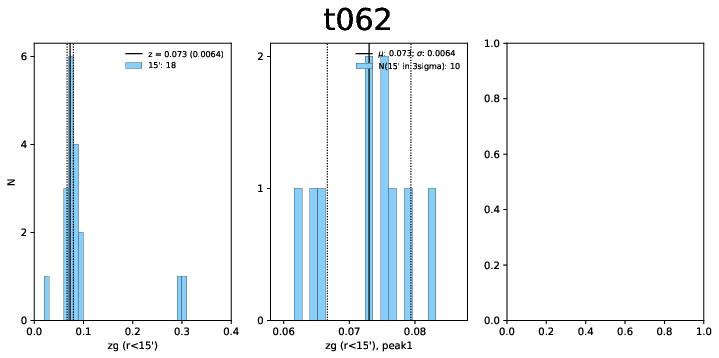 t062
z = 0.073 (0.0064)
15': 18
N
6
4
2
0
0.0 0.1 0.2 0.3 0.4
zg (r<15')
μ: 0.073, σ: 0.0064
N(15' in 3sigma): 10
2
1
0
0.06 0.07 0.08
zg (r<15'), peak1
1.0
0.8
0.6
0.4
0.2
0.0
0.0 0.2 0.4 0.6 0.8 1.0